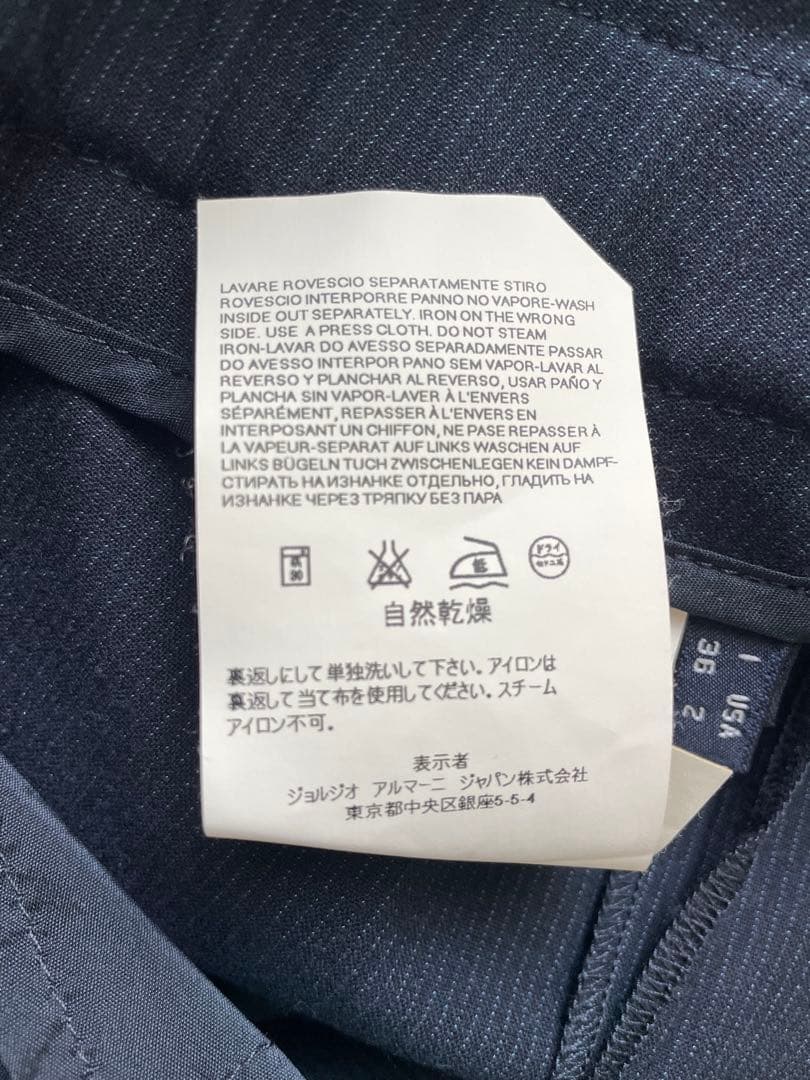 LAVARE ROVESCIO SEPARATAMENTE STIRO
ROVESCIO INTERPORRE PANNO NO VAPORE-WASH
INSIDE OUT SEPARATELY. IRON ON THE WRONG
SIDE. USE A PRESS CLOTH. DO NOT STEAM
IRON-LAVAR DO AVESSO SEPARADAMENTE PASSAR
DO AVESSO INTERPOR PANO SEM VAPOR-LAVAR AL
REVERSO Y PLANCHAR AL REVERSO, USAR PAÑO Y
PLANCHA SIN VAPOR-LAVER À L'ENVERS
SÉPARÉMENT, REPASSER À L'ENVERS EN
INTERPOSANT UN CHIFFON, NE PASE REPASSER À
LA VAPEUR-SEPARAT AUF LINKS WASCHEN AUF
LINKS BÜGELN TUCH ZWISCHENLEGEN KEIN DAMPF-
СТИРАТЬ НА ИЗНАНКЕ ОТДЕЛЬНО, ГЛАДИТЬ НА
ИЗНАНКЕ ЧЕРЕЗ ТРЯПКУ БЕЗ ПАРА
30
低
ドライ
自然乾燥
裏返しにして単独洗いして下さい。アイロンは
裏返して当て布を使用してください。スチーム
アイロン不可。
表示者
ジョルジオ アルマーニ ジャパン株式会社
東京都中央区銀座5-5-4
I USA
36 2